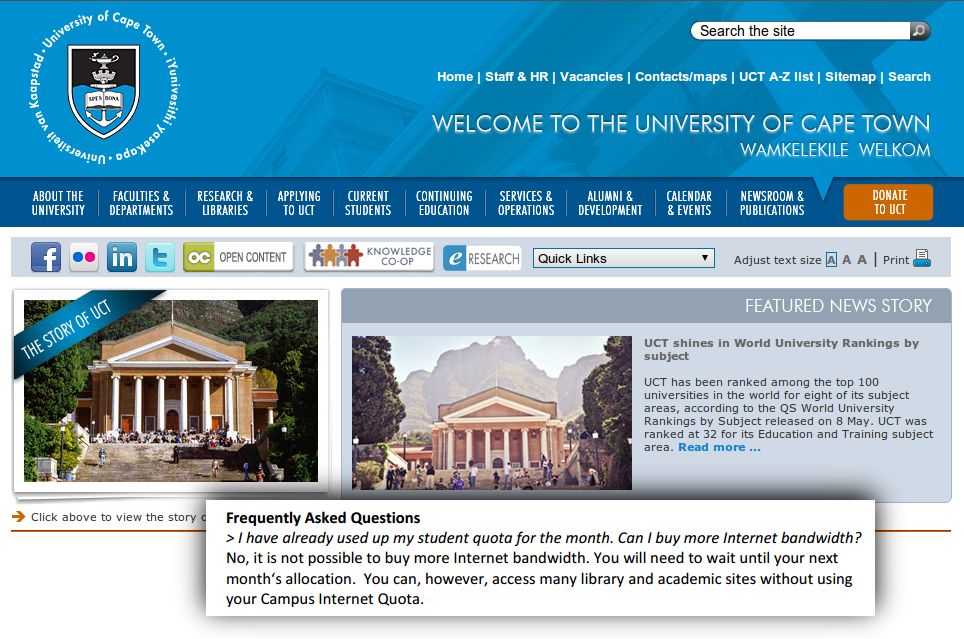 University of Cape Town · iYunivesithi yaseKapa · Universiteit van Kaapstad ·
SPES BONA
Search the site
Home | Staff & HR | Vacancies | Contacts/maps | UCT A-Z list | Sitemap | Search
WELCOME TO THE UNIVERSITY OF CAPE TOWN
WAMKELEKILE WELKOM
ABOUT THE
UNIVERSITY
FACULTIES &
DEPARTMENTS
RESEARCH &
LIBRARIES
APPLYING
TO UCT
CURRENT
STUDENTS
CONTINUING
EDUCATION
SERVICES &
OPERATIONS
ALUMNI &
DEVELOPMENT
CALENDAR
& EVENTS
NEWSROOM &
PUBLICATIONS
DONATE
TO UCT
f
in
t
oc OPEN CONTENT
KNOWLEDGE
CO-OP
e RESEARCH
Quick Links
Adjust text size A A A | Print
THE STORY OF UCT
FEATURED NEWS STORY
UCT shines in World University Rankings by
subject
UCT has been ranked among the top 100
universities in the world for eight of its subject
areas, according to the QS World University
Rankings by Subject released on 8 May. UCT was
ranked at 32 for its Education and Training subject
area. Read more ...
Click above to view the story o
Frequently Asked Questions
> I have already used up my student quota for the month. Can I buy more Internet bandwidth?
No, it is not possible to buy more Internet bandwidth. You will need to wait until your next
month‘s allocation. You can, however, access many library and academic sites without using
your Campus Internet Quota.